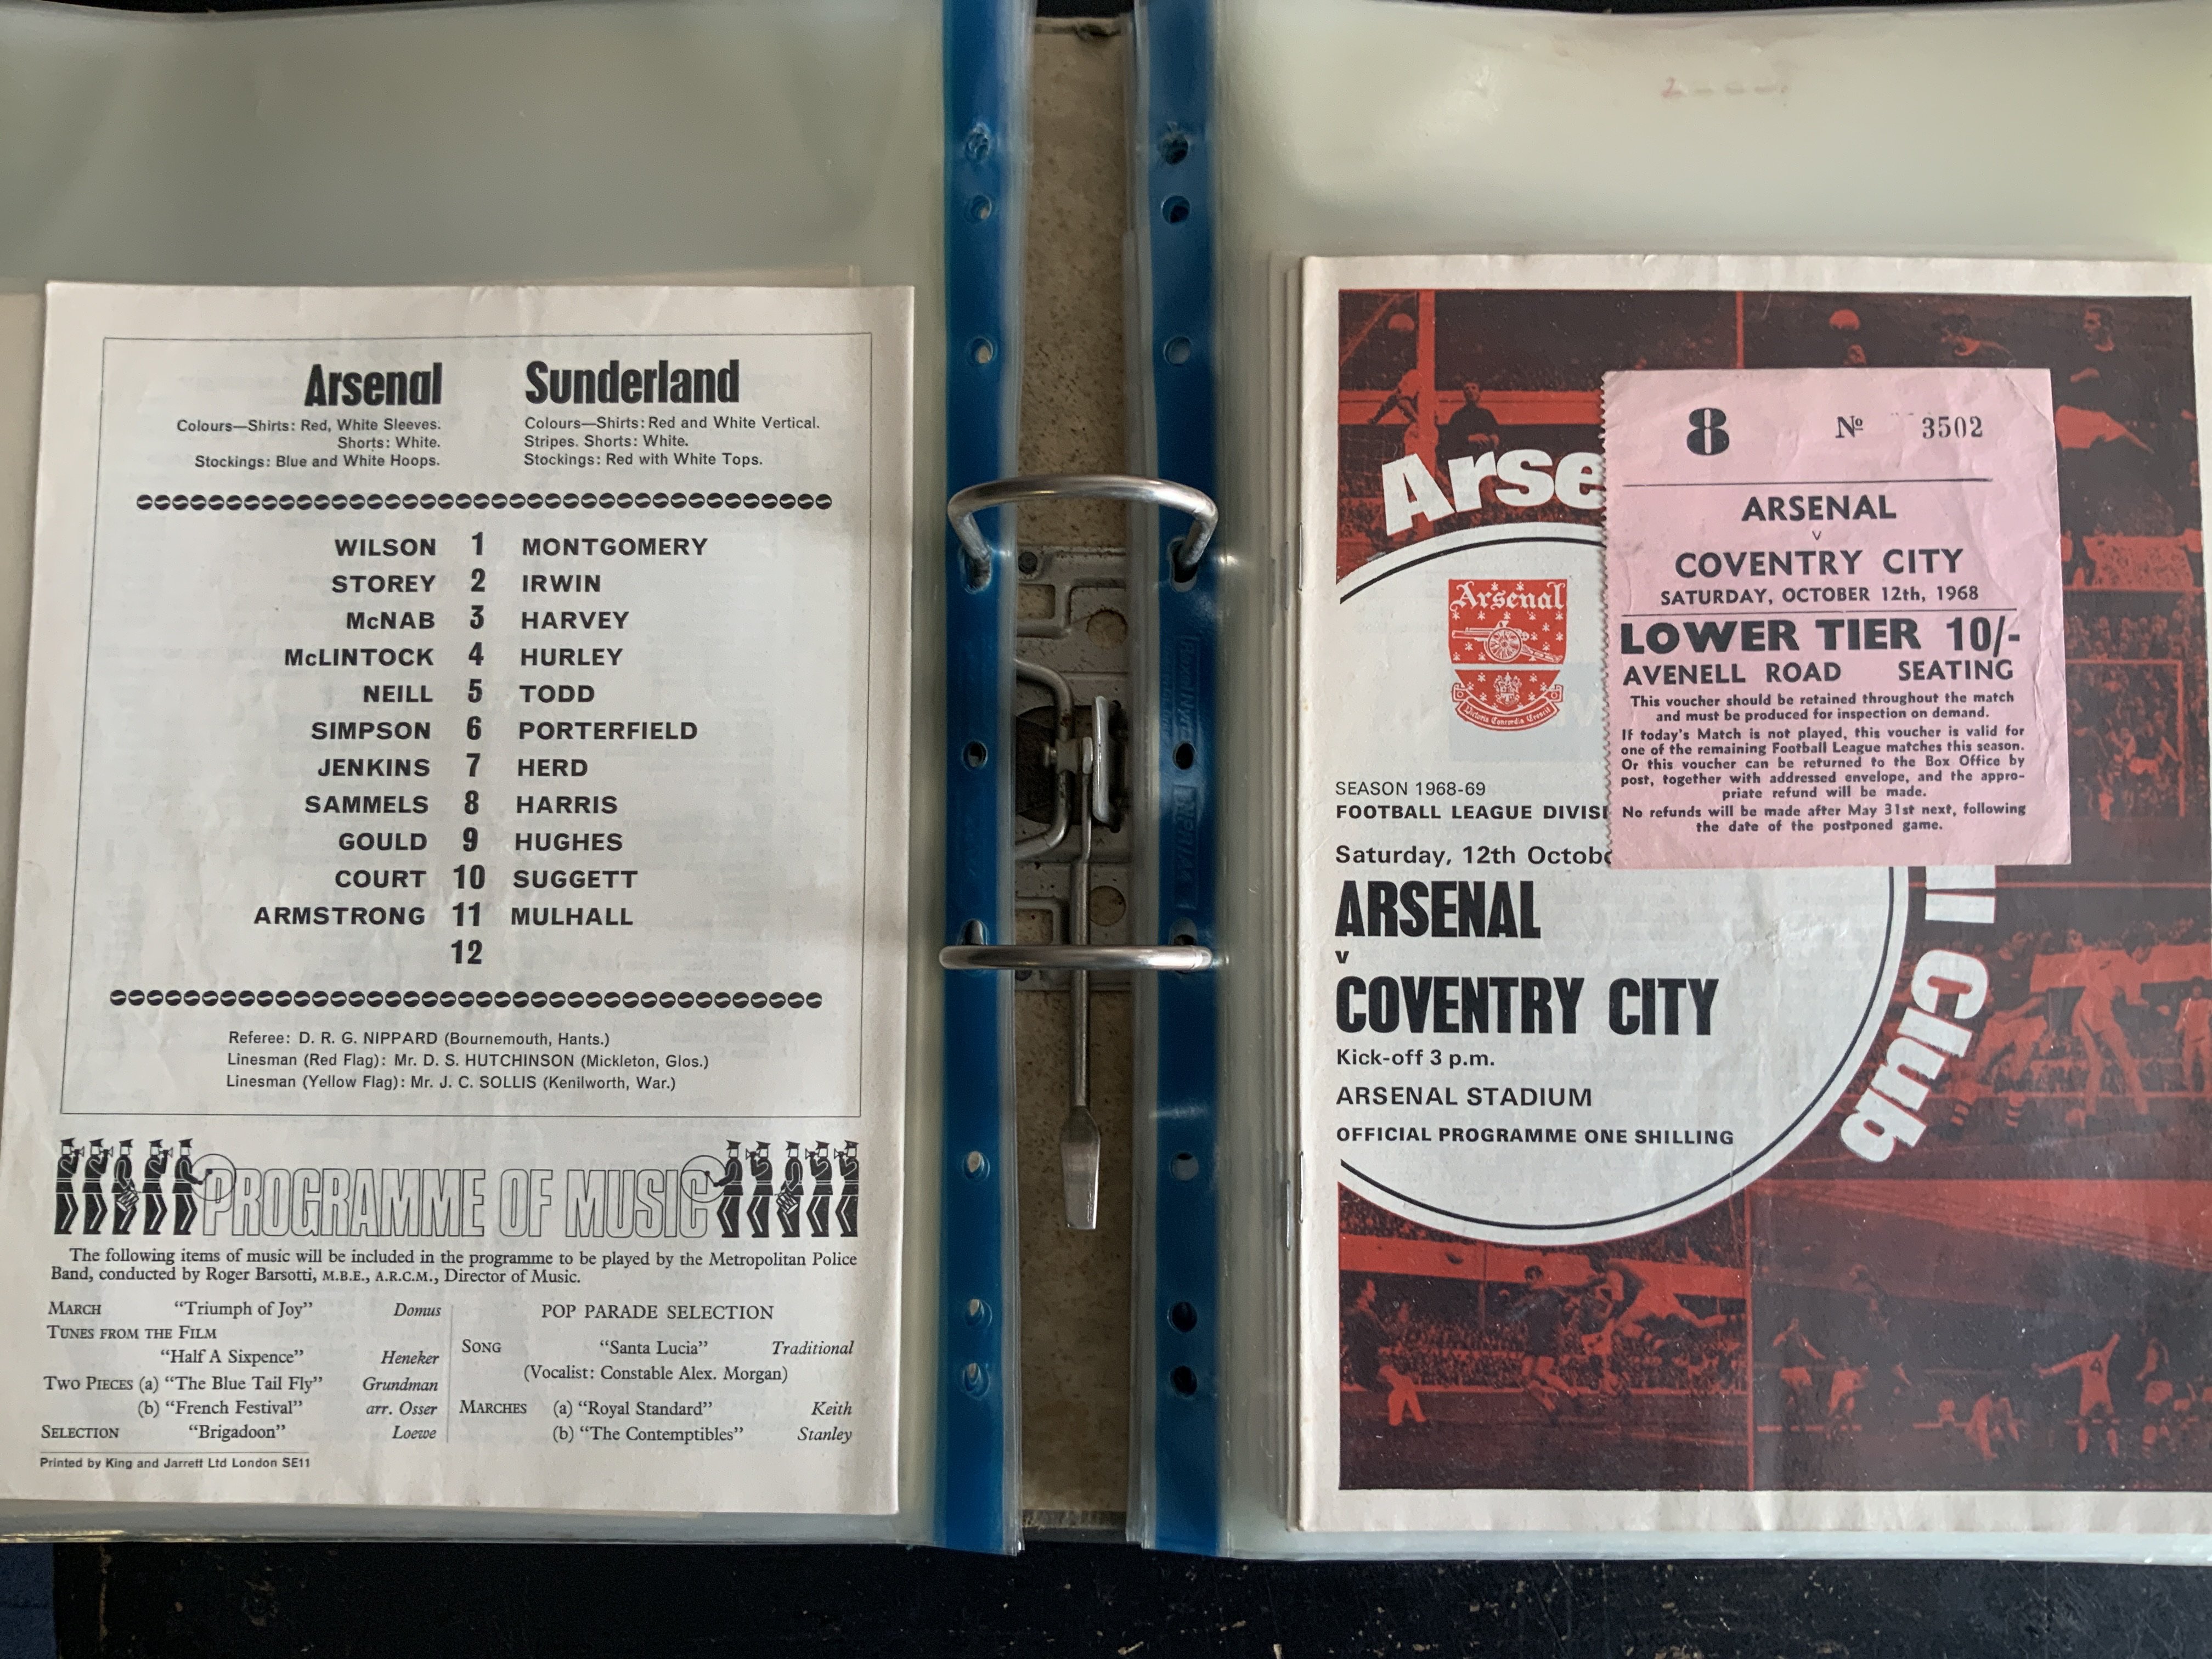 Arsenal Sunderland
Colours—Shirts: Red, White Sleeves.
Shorts: White.
Stockings: Blue and White Hoops.
Colours—Shirts: Red and White Vertical.
Stripes. Shorts: White.
Stockings: Red with White Tops.
WILSON 1 MONTGOMERY
STOREY 2 IRWIN
McNAB 3 HARVEY
McLINTOCK 4 HURLEY
NEILL 5 TODD
SIMPSON 6 PORTERFIELD
JENKINS 7 HERD
SAMMELS 8 HARRIS
GOULD 9 HUGHES
COURT 10 SUGGETT
ARMSTRONG 11 MULHALL
12
Referee: D. R. G. NIPPARD (Bournemouth, Hants.)
Linesman (Red Flag): Mr. D. S. HUTCHINSON (Mickleton, Glos.)
Linesman (Yellow Flag): Mr. J. C. SOLLIS (Kenilworth, War.)
PROGRAMME OF MUSIC
The following items of music will be included in the programme to be played by the Metropolitan Police
Band, conducted by Roger Barsotti, M.B.E., A.R.C.M., Director of Music.
MARCH "Triumph of Joy" Domus
TUNES FROM THE FILM
"Half A Sixpence" Heneker
TWO PIECES (a) "The Blue Tail Fly" Grundman
(b) "French Festival" arr. Osser
SELECTION "Brigadoon" Loewe
POP PARADE SELECTION
SONG "Santa Lucia" Traditional
(Vocalist: Constable Alex. Morgan)
MARCHES (a) "Royal Standard" Keith
(b) "The Contemptibles" Stanley
Printed by King and Jarrett Ltd London SE11
Arse
ll Club
Arsenal
Victoria Concordia Crescit
SEASON 1968-69
FOOTBALL LEAGUE DIVISI
Saturday, 12th Octob
ARSENAL
v
COVENTRY CITY
Kick-off 3 p.m.
ARSENAL STADIUM
OFFICIAL PROGRAMME ONE SHILLING
8 Nº 3502
ARSENAL
v
COVENTRY CITY
SATURDAY, OCTOBER 12th, 1968
LOWER TIER 10/-
AVENELL ROAD SEATING
This voucher should be retained throughout the match
and must be produced for inspection on demand.
If today's Match is not played, this voucher is valid for
one of the remaining Football League matches this season.
Or this voucher can be returned to the Box Office by
post, together with addressed envelope, and the appro-
priate refund will be made.
No refunds will be made after May 31st next, following
the date of the postponed game.